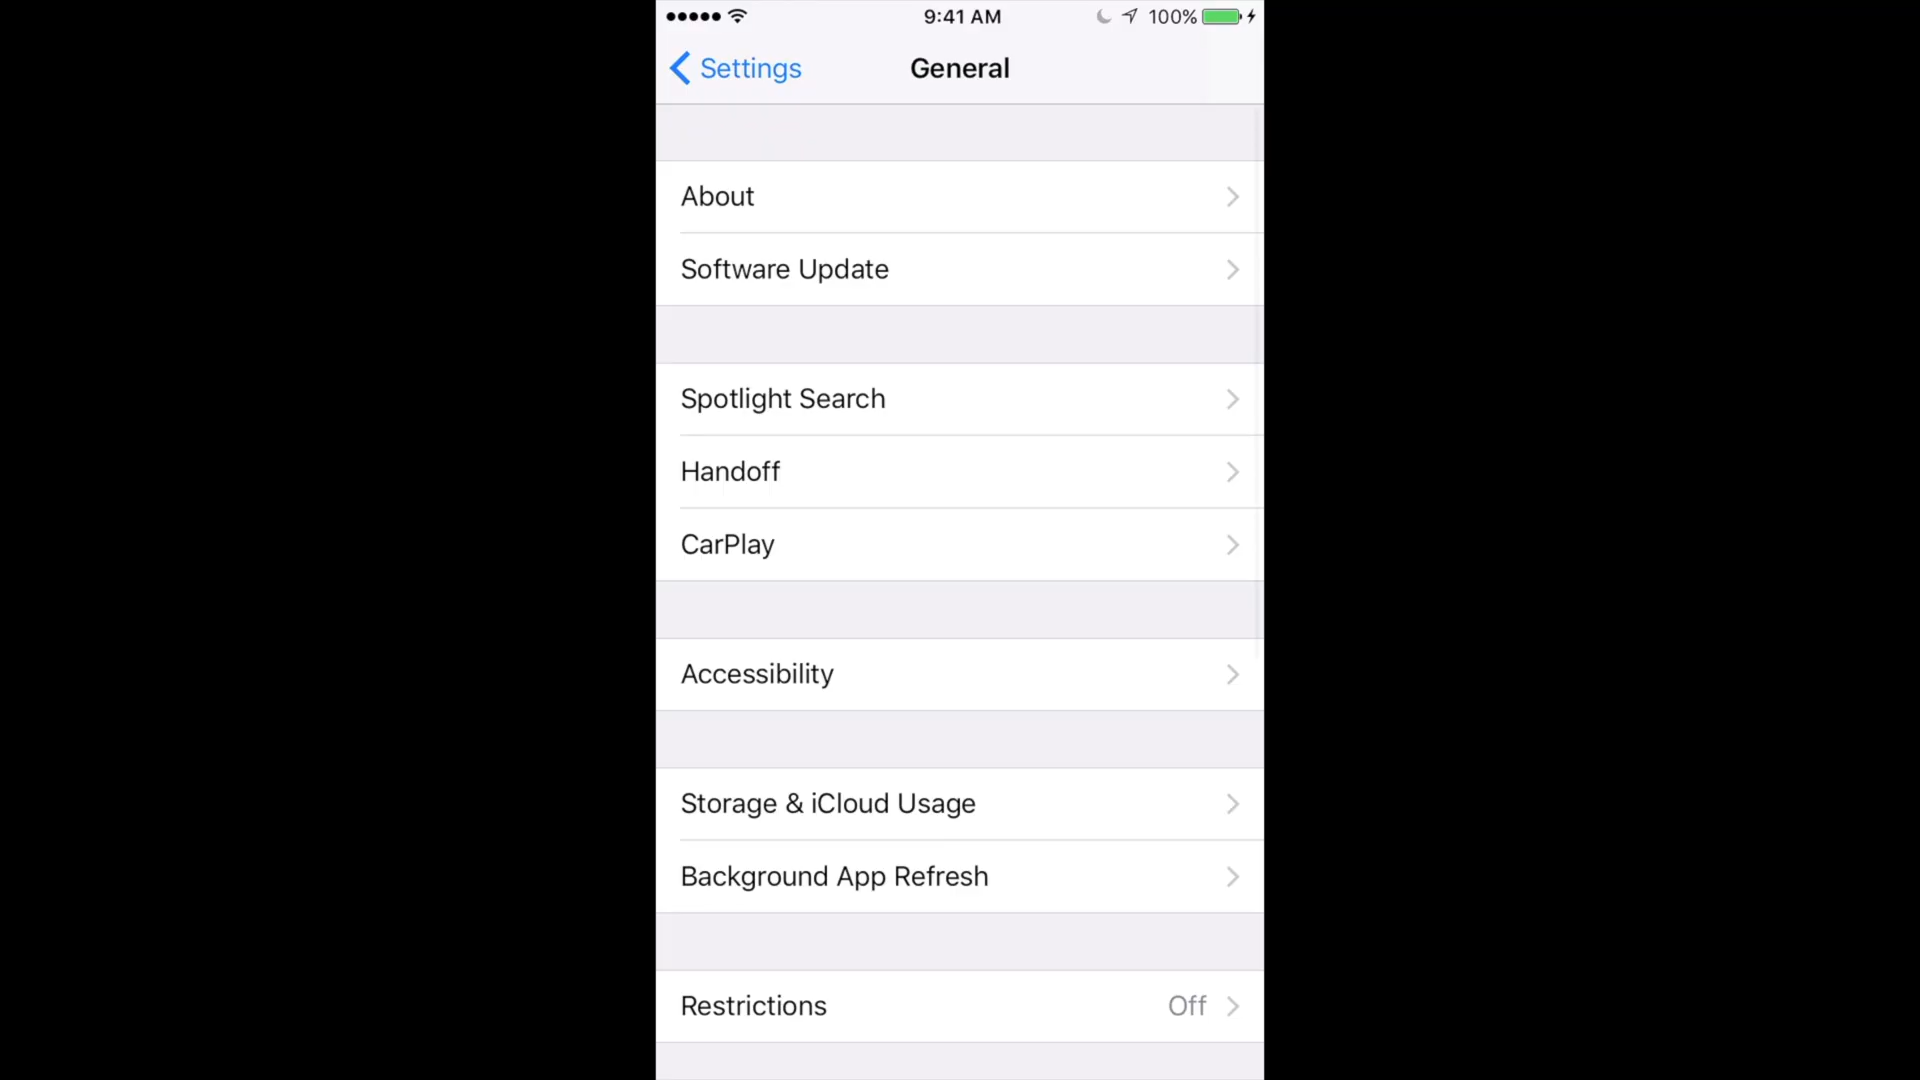 9:41 AM
100%
Settings
General
About
Software Update
Spotlight Search
Handoff
CarPlay
Accessibility
Storage & iCloud Usage
Background App Refresh
Restrictions Off